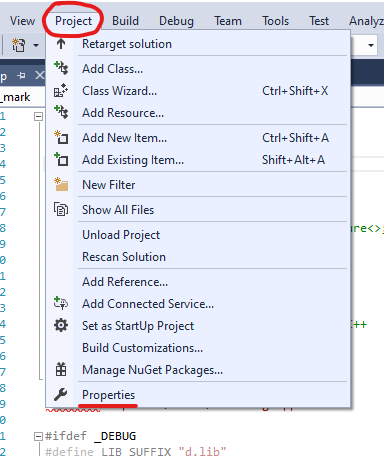 View Project Build Debug Team Tools Test Analyz
Retarget solution
p
Add Class...
_mark
Class Wizard... Ctrl+Shift+X
Add Resource...
Add New Item... Ctrl+Shift+A
Add Existing Item... Shift+Alt+A
New Filter
Show All Files
ure<>;
Unload Project
Rescan Solution
Add Reference...
Add Connected Service...
Set as StartUp Project
C++
Build Customizations...
Manage NuGet Packages...
Properties
#ifdef _DEBUG
#define LIB_SUFFIX "d.lib"